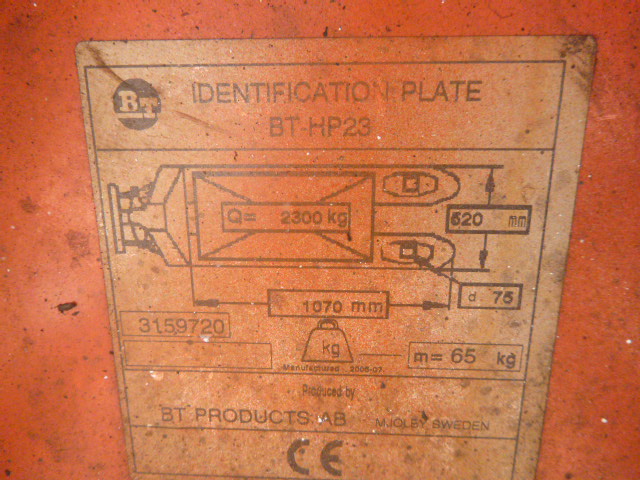 BT
IDENTIFICATION PLATE
BT HP23
Q= 2300 kg
620 mm
d 75
1070 mm
3159720
kg
m= 65 kg
Manufactured 2006-07
Produced by
BT PRODUCTS AB MJÖLBY SWEDEN
CE